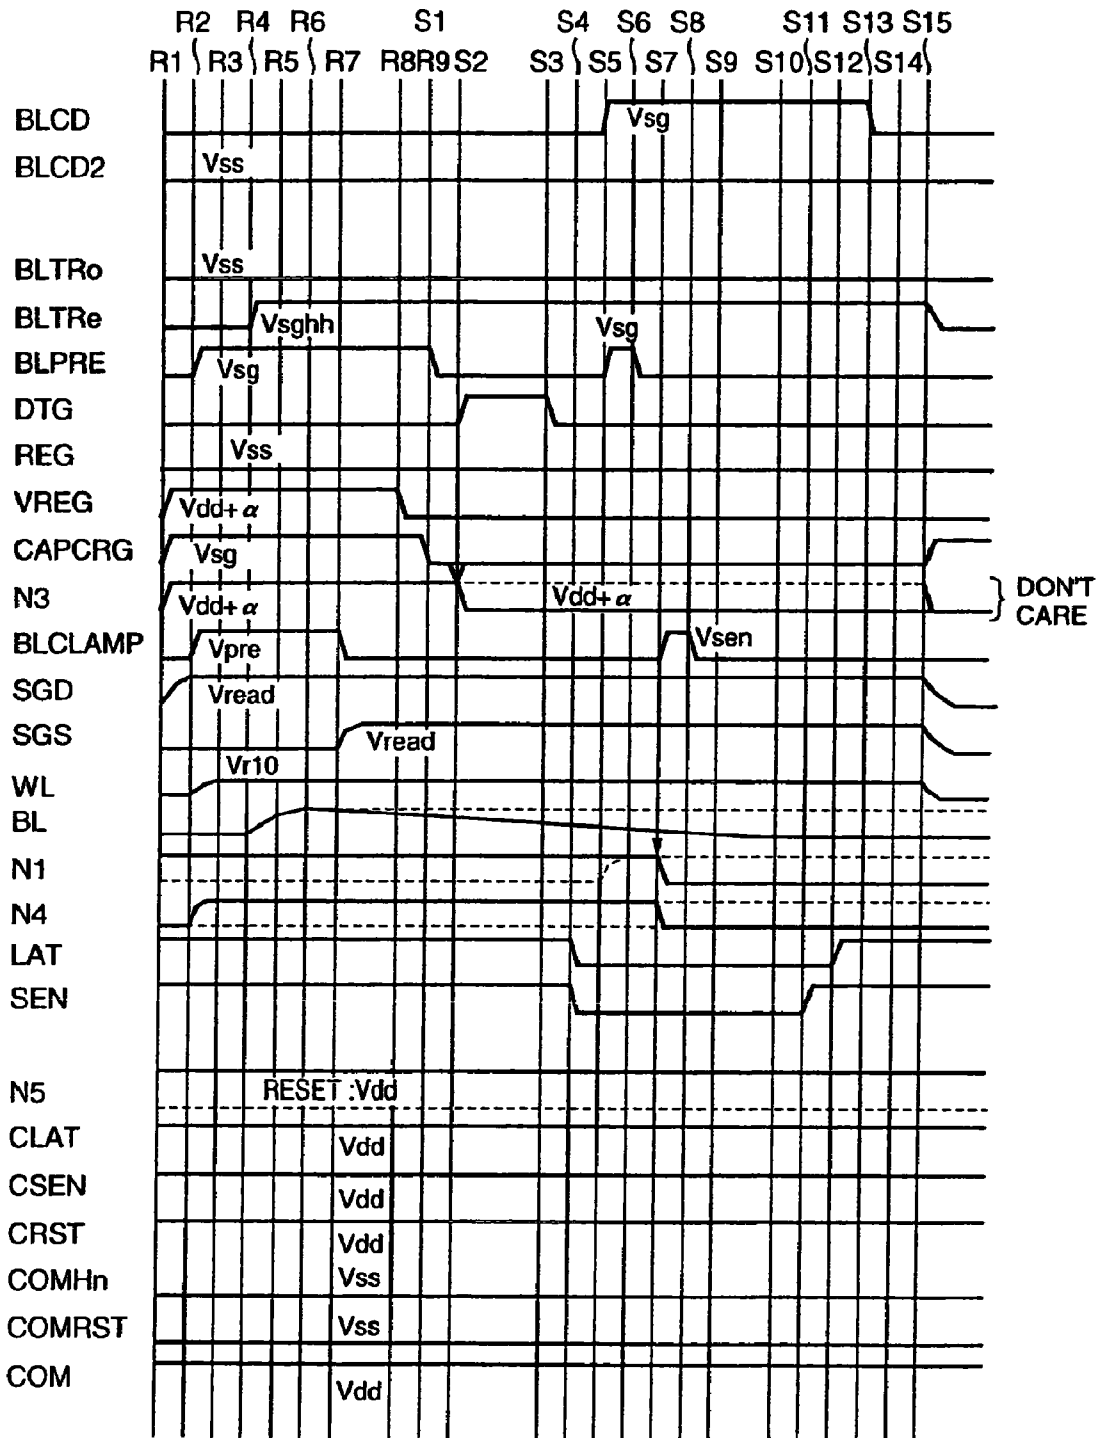 R2 R4 R6 S1 S4 S6 S8 S11 S13 S15
R1 R3 R5 R7 R8 R9 S2 S3 S5 S7 S9 S10 S12 S14
BLCD Vsg
BLCD2 Vss
BLTRo Vss
BLTRe Vsghh Vsg
BLPRE Vsg
DTG
REG Vss
VREG Vdd+α
CAPCRG Vsg
N3 Vdd+α Vdd+α } DON'T
CARE
BLCLAMP Vpre Vsen
SGD Vread
SGS Vread
WL Vr10
BL
N1
N4
LAT
SEN
N5 RESET :Vdd
CLAT Vdd
CSEN Vdd
CRST Vdd
COMHn Vss
COMRST Vss
COM Vdd